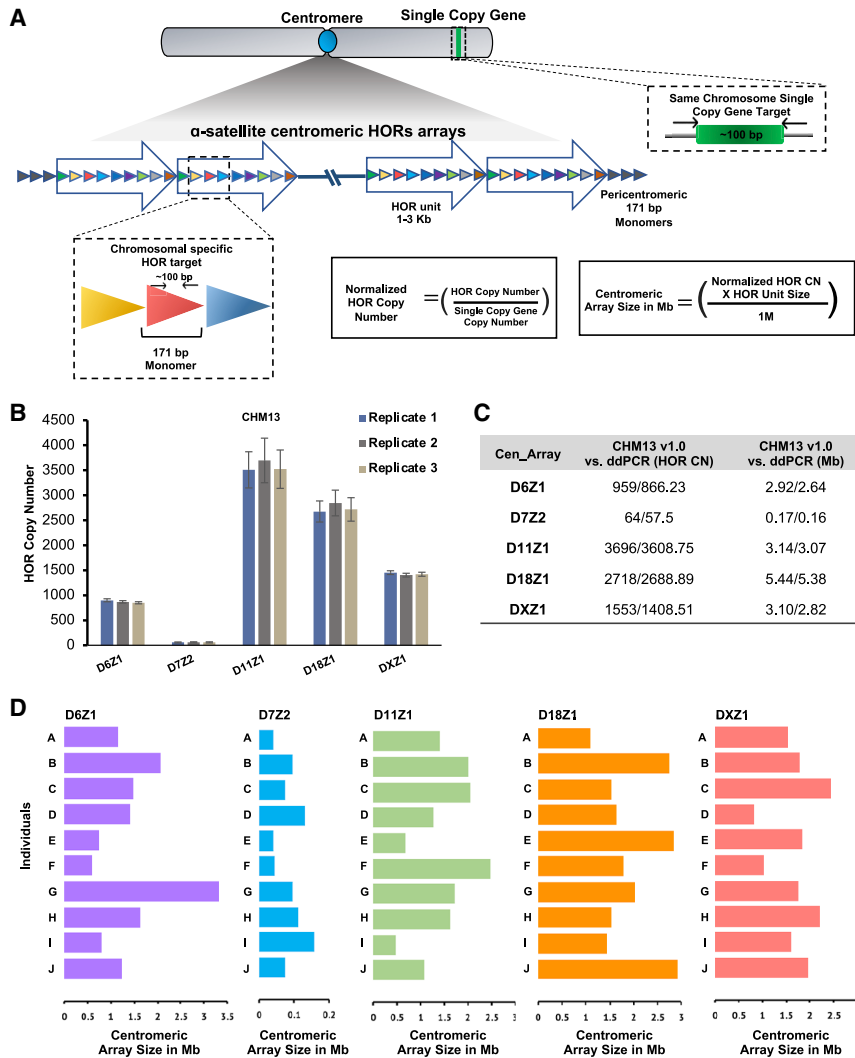 A
Centromere
Single Copy Gene
Same Chromosome Single
Copy Gene Target
~100 bp
α-satellite centromeric HORs arrays
HOR unit
1-3 Kb
Pericentromeric
171 bp
Monomers
Chromosomal specific
HOR target
~100 bp
171 bp
Monomer
Normalized
HOR Copy
Number
=
(HOR Copy Number
Single Copy Gene
Copy Number)
Centromeric
Array Size in Mb
=
(Normalized HOR CN
X HOR Unit Size
1M)
B
CHM13
Replicate 1
Replicate 2
Replicate 3
HOR Copy Number
4500
4000
3500
3000
2500
2000
1500
1000
500
0
D6Z1
D7Z2
D11Z1
D18Z1
DXZ1
C
Cen_Array
CHM13 v1.0
vs. ddPCR (HOR CN)
CHM13 v1.0
vs. ddPCR (Mb)
D6Z1 959/866.23 2.92/2.64
D7Z2 64/57.5 0.17/0.16
D11Z1 3696/3608.75 3.14/3.07
D18Z1 2718/2688.89 5.44/5.38
DXZ1 1553/1408.51 3.10/2.82
D
Individuals
D6Z1
A
B
C
D
E
F
G
H
I
J
0 0.5 1 1.5 2 2.5 3 3.5
Centromeric
Array Size in Mb
D7Z2
A
B
C
D
E
F
G
H
I
J
0 0.1 0.2
Centromeric
Array Size in Mb
D11Z1
A
B
C
D
E
F
G
H
I
J
0 0.5 1 1.5 2 2.5 3
Centromeric
Array Size in Mb
D18Z1
A
B
C
D
E
F
G
H
I
J
0 0.5 1 1.5 2 2.5 3
Centromeric
Array Size in Mb
DXZ1
A
B
C
D
E
F
G
H
I
J
0 0.5 1 1.5 2 2.5 3
Centromeric
Array Size in Mb